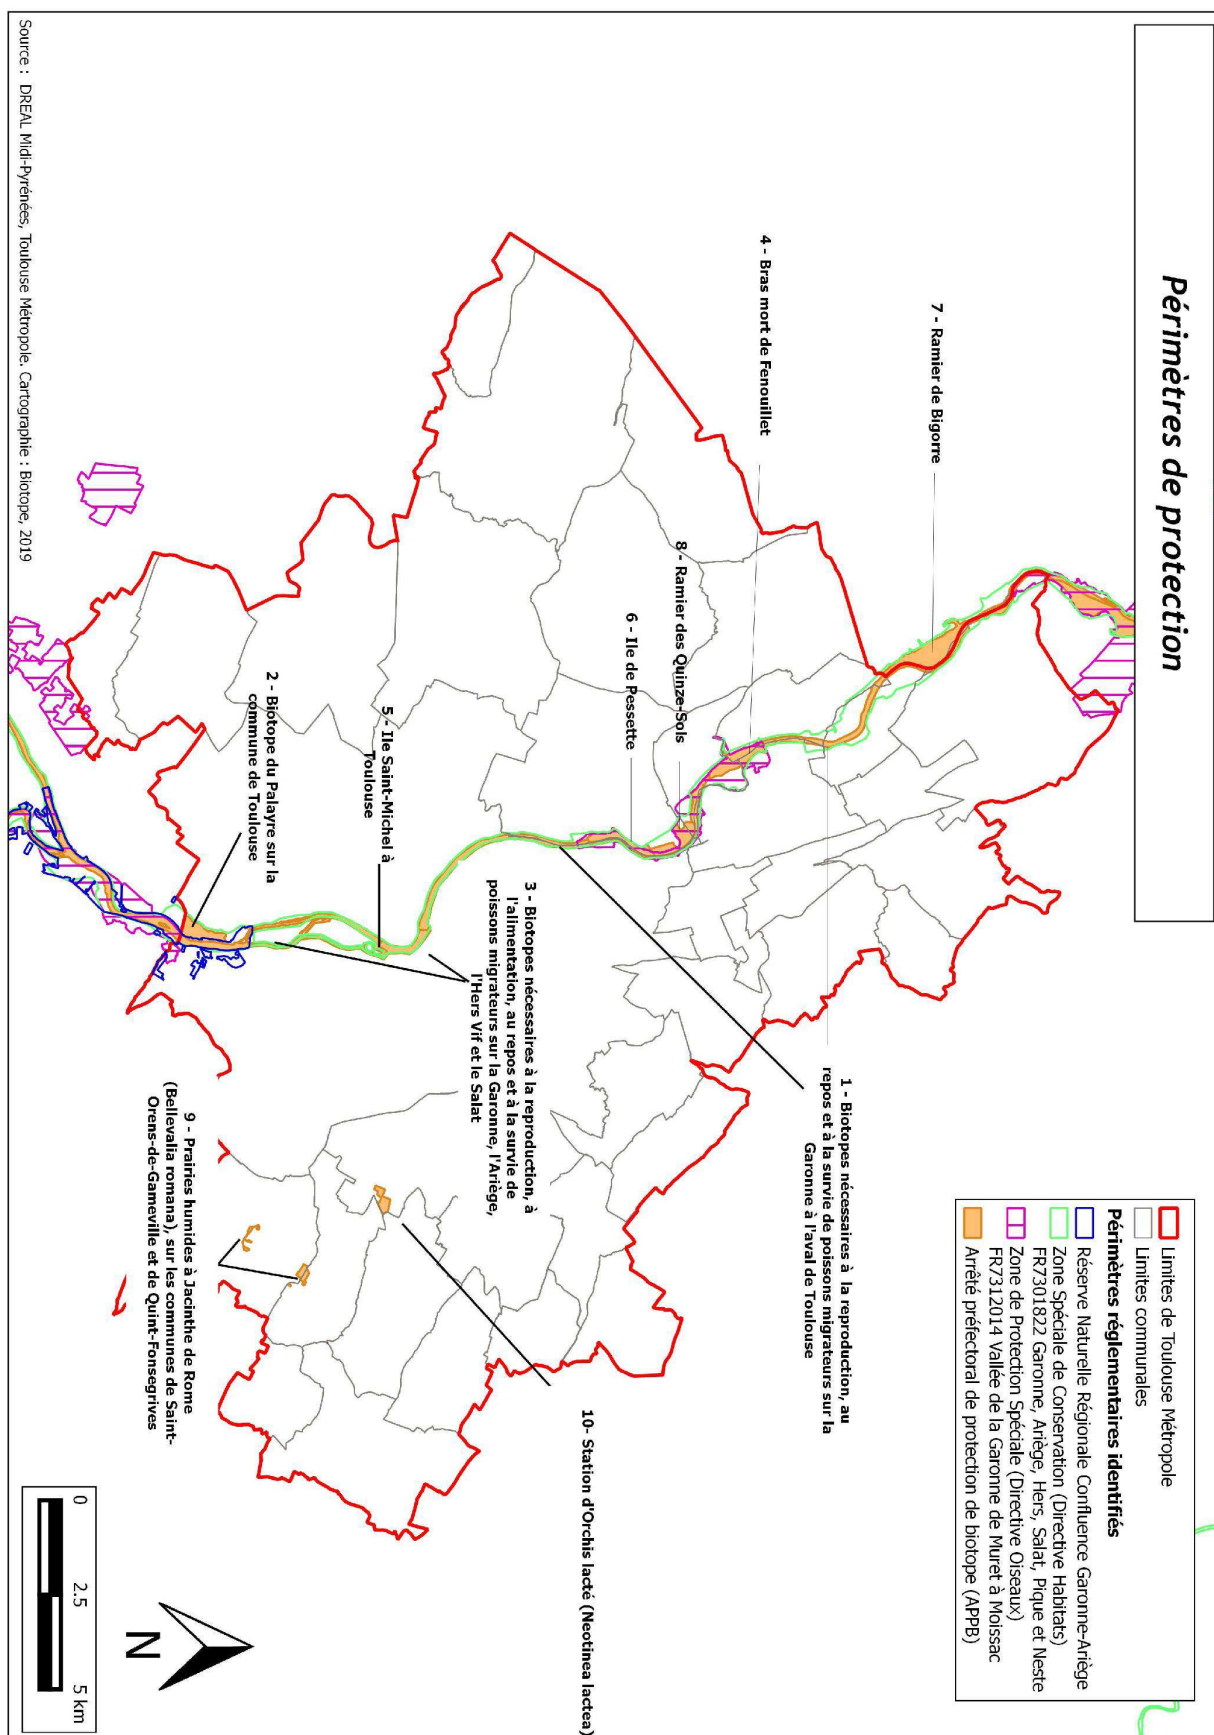 Périmètres de protection
Limites de Toulouse Métropole
Limites communales
Périmètres réglementaires identifiés
Réserve Naturelle Régionale Confluence Garonne-Ariège
Zone Spéciale de Conservation (Directive Habitats)
FR7301822 Garonne, Ariège, Hers, Salat, Pique et Neste
Zone de Protection Spéciale (Directive Oiseaux)
FR7312014 Vallée de la Garonne de Muret à Moissac
Arrêté préfectoral de protection de biotope (APPB)
7 - Ramier de Bigorre
4 - Bras mort de Fenouillet
1 - Biotopes nécessaires à la reproduction, au
repos et à la survie de poissons migrateurs sur la
Garonne à l'aval de Toulouse
8 - Ramier des Quinze-Sols
6 - Ile de Pessette
10- Station d'Orchis lacté (Neotinea lactea)
3 - Biotopes nécessaires à la reproduction, à
l'alimentation, au repos et à la survie de
poissons migrateurs sur la Garonne, l'Ariège,
l'Hers Vif et le Salat
5 - Ile Saint-Michel à
Toulouse
2 - Biotope du Palayre sur la
commune de Toulouse
9 - Prairies humides à Jacinthe de Rome
(Bellevalia romana), sur les communes de Saint-
Orens-de-Gameville et de Quint-Fonsegrives
0 2.5 5 km
N
Source : DREAL Midi-Pyrénées, Toulouse Métropole. Cartographie : Biotope, 2019